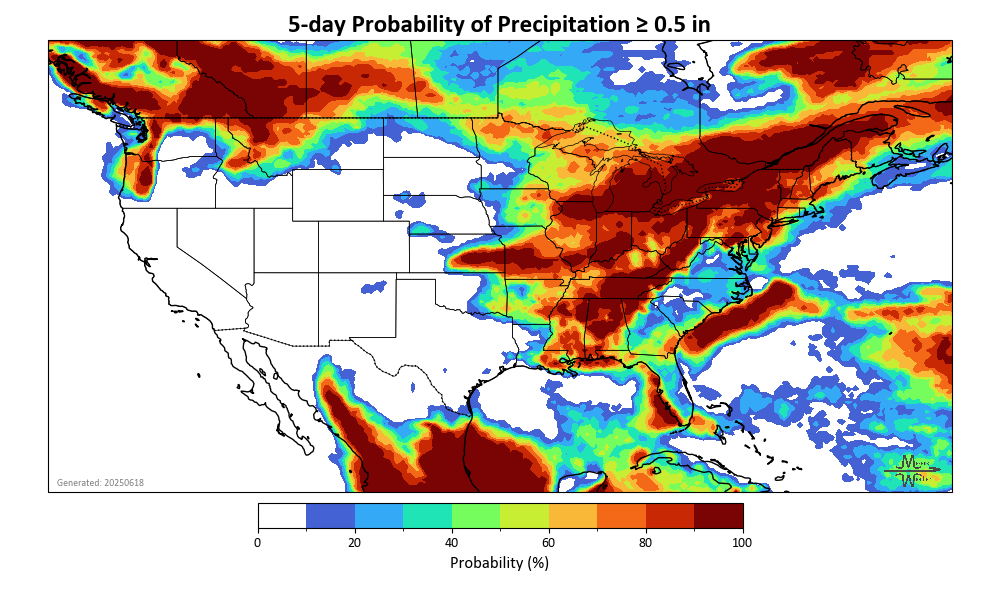 5-day Probability of Precipitation ≥ 0.5 in
Generated: 20250618
0 20 40 60 80 100
Probability (%)